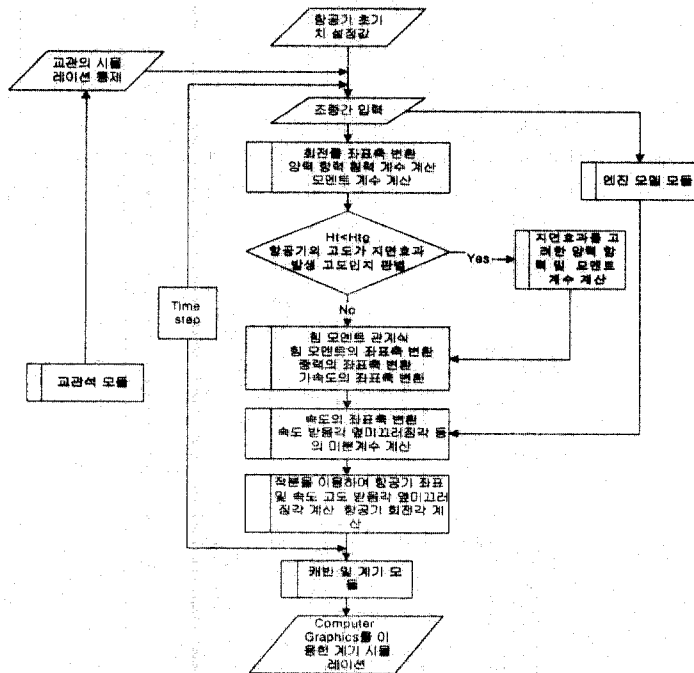 항공기 초기
치 설정값
교관의 시뮬
레이션 통제
조종간 입력
회전률 좌표축 변환
양력 항력 횡력 계수 계산
모멘트 계수 계산
엔진 모델 모듈
Ht<Htg
항공기의 고도가 지면효과
발생 고도인지 판별
Yes
지면효과를 고
려한 양력 항
력 및 모멘트
계수 계산
No
Time
step
힘 모멘트 관계식
힘 모멘트의 좌표축 변환
중력의 좌표축 변환
가속도의 좌표축 변환
교관석 모듈
속도의 좌표축 변환
속도 받음각 옆미끄러짐각 등
의 미분계수 계산
적분을 이용하여 항공기 좌표
및 속도 고도 받음각 옆미끄러
짐각 계산 항공기 회전각 계
산
캐빈 및 계기 모
듈
Computer
Graphics를 이
용한 계기 시뮬
레이션